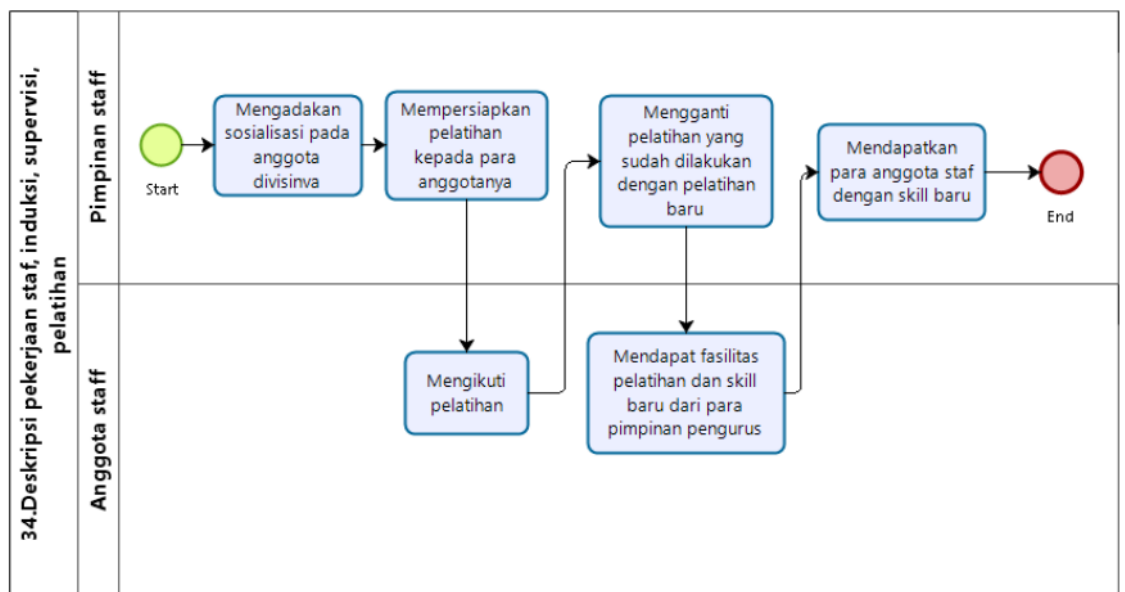 34.Deskripsi pekerjaan staf, induksi, supervisi,
pelatihan
Pimpinan staff
Start
Mengadakan
sosialisasi pada
anggota
divisinva
Mempersiapkan
pelatihan
kepada para
anggotanya
Mengganti
pelatihan yang
sudah dilakukan
dengan pelatihan
baru
Mendapatkan
para anggota staf
dengan skill baru
End
Anggota staff
Mengikuti
pelatihan
Mendapat fasilitas
pelatihan dan skill
baru dari para
pimpinan pengurus